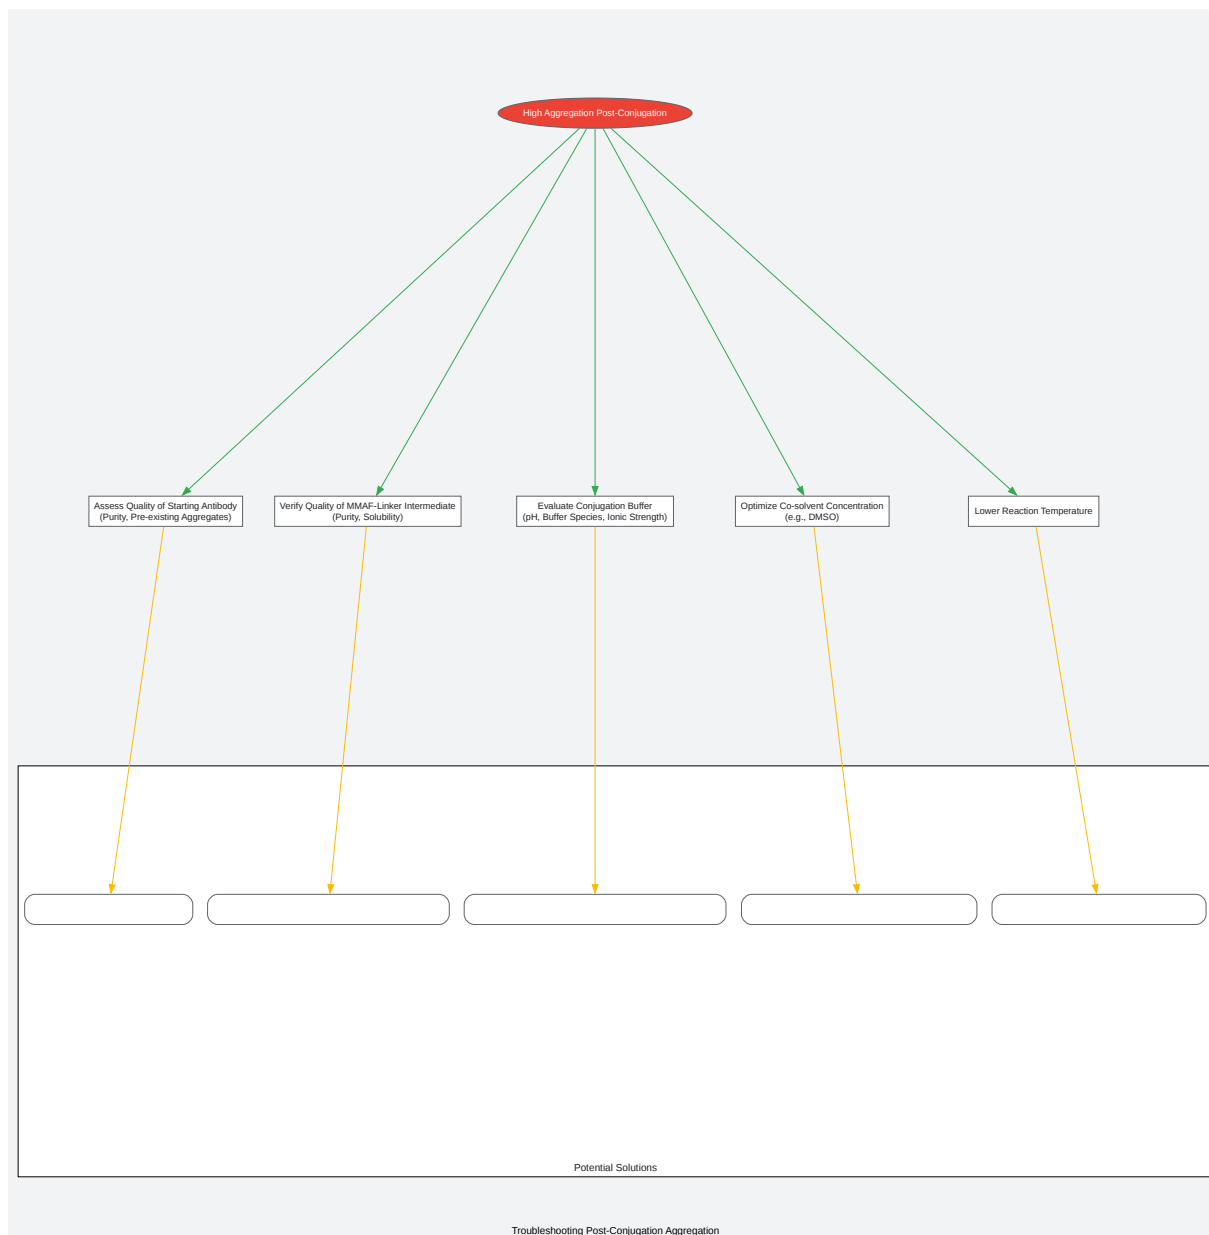 High Aggregation Post-Conjugation
Assess Quality of Starting Antibody
(Purity, Pre-existing Aggregates)
Verify Quality of MMAF-Linker Intermediate
(Purity, Solubility)
Evaluate Conjugation Buffer
(pH, Buffer Species, Ionic Strength)
Optimize Co-solvent Concentration
(e.g., DMSO)
Lower Reaction Temperature
Potential Solutions
Troubleshooting Post-Conjugation Aggregation